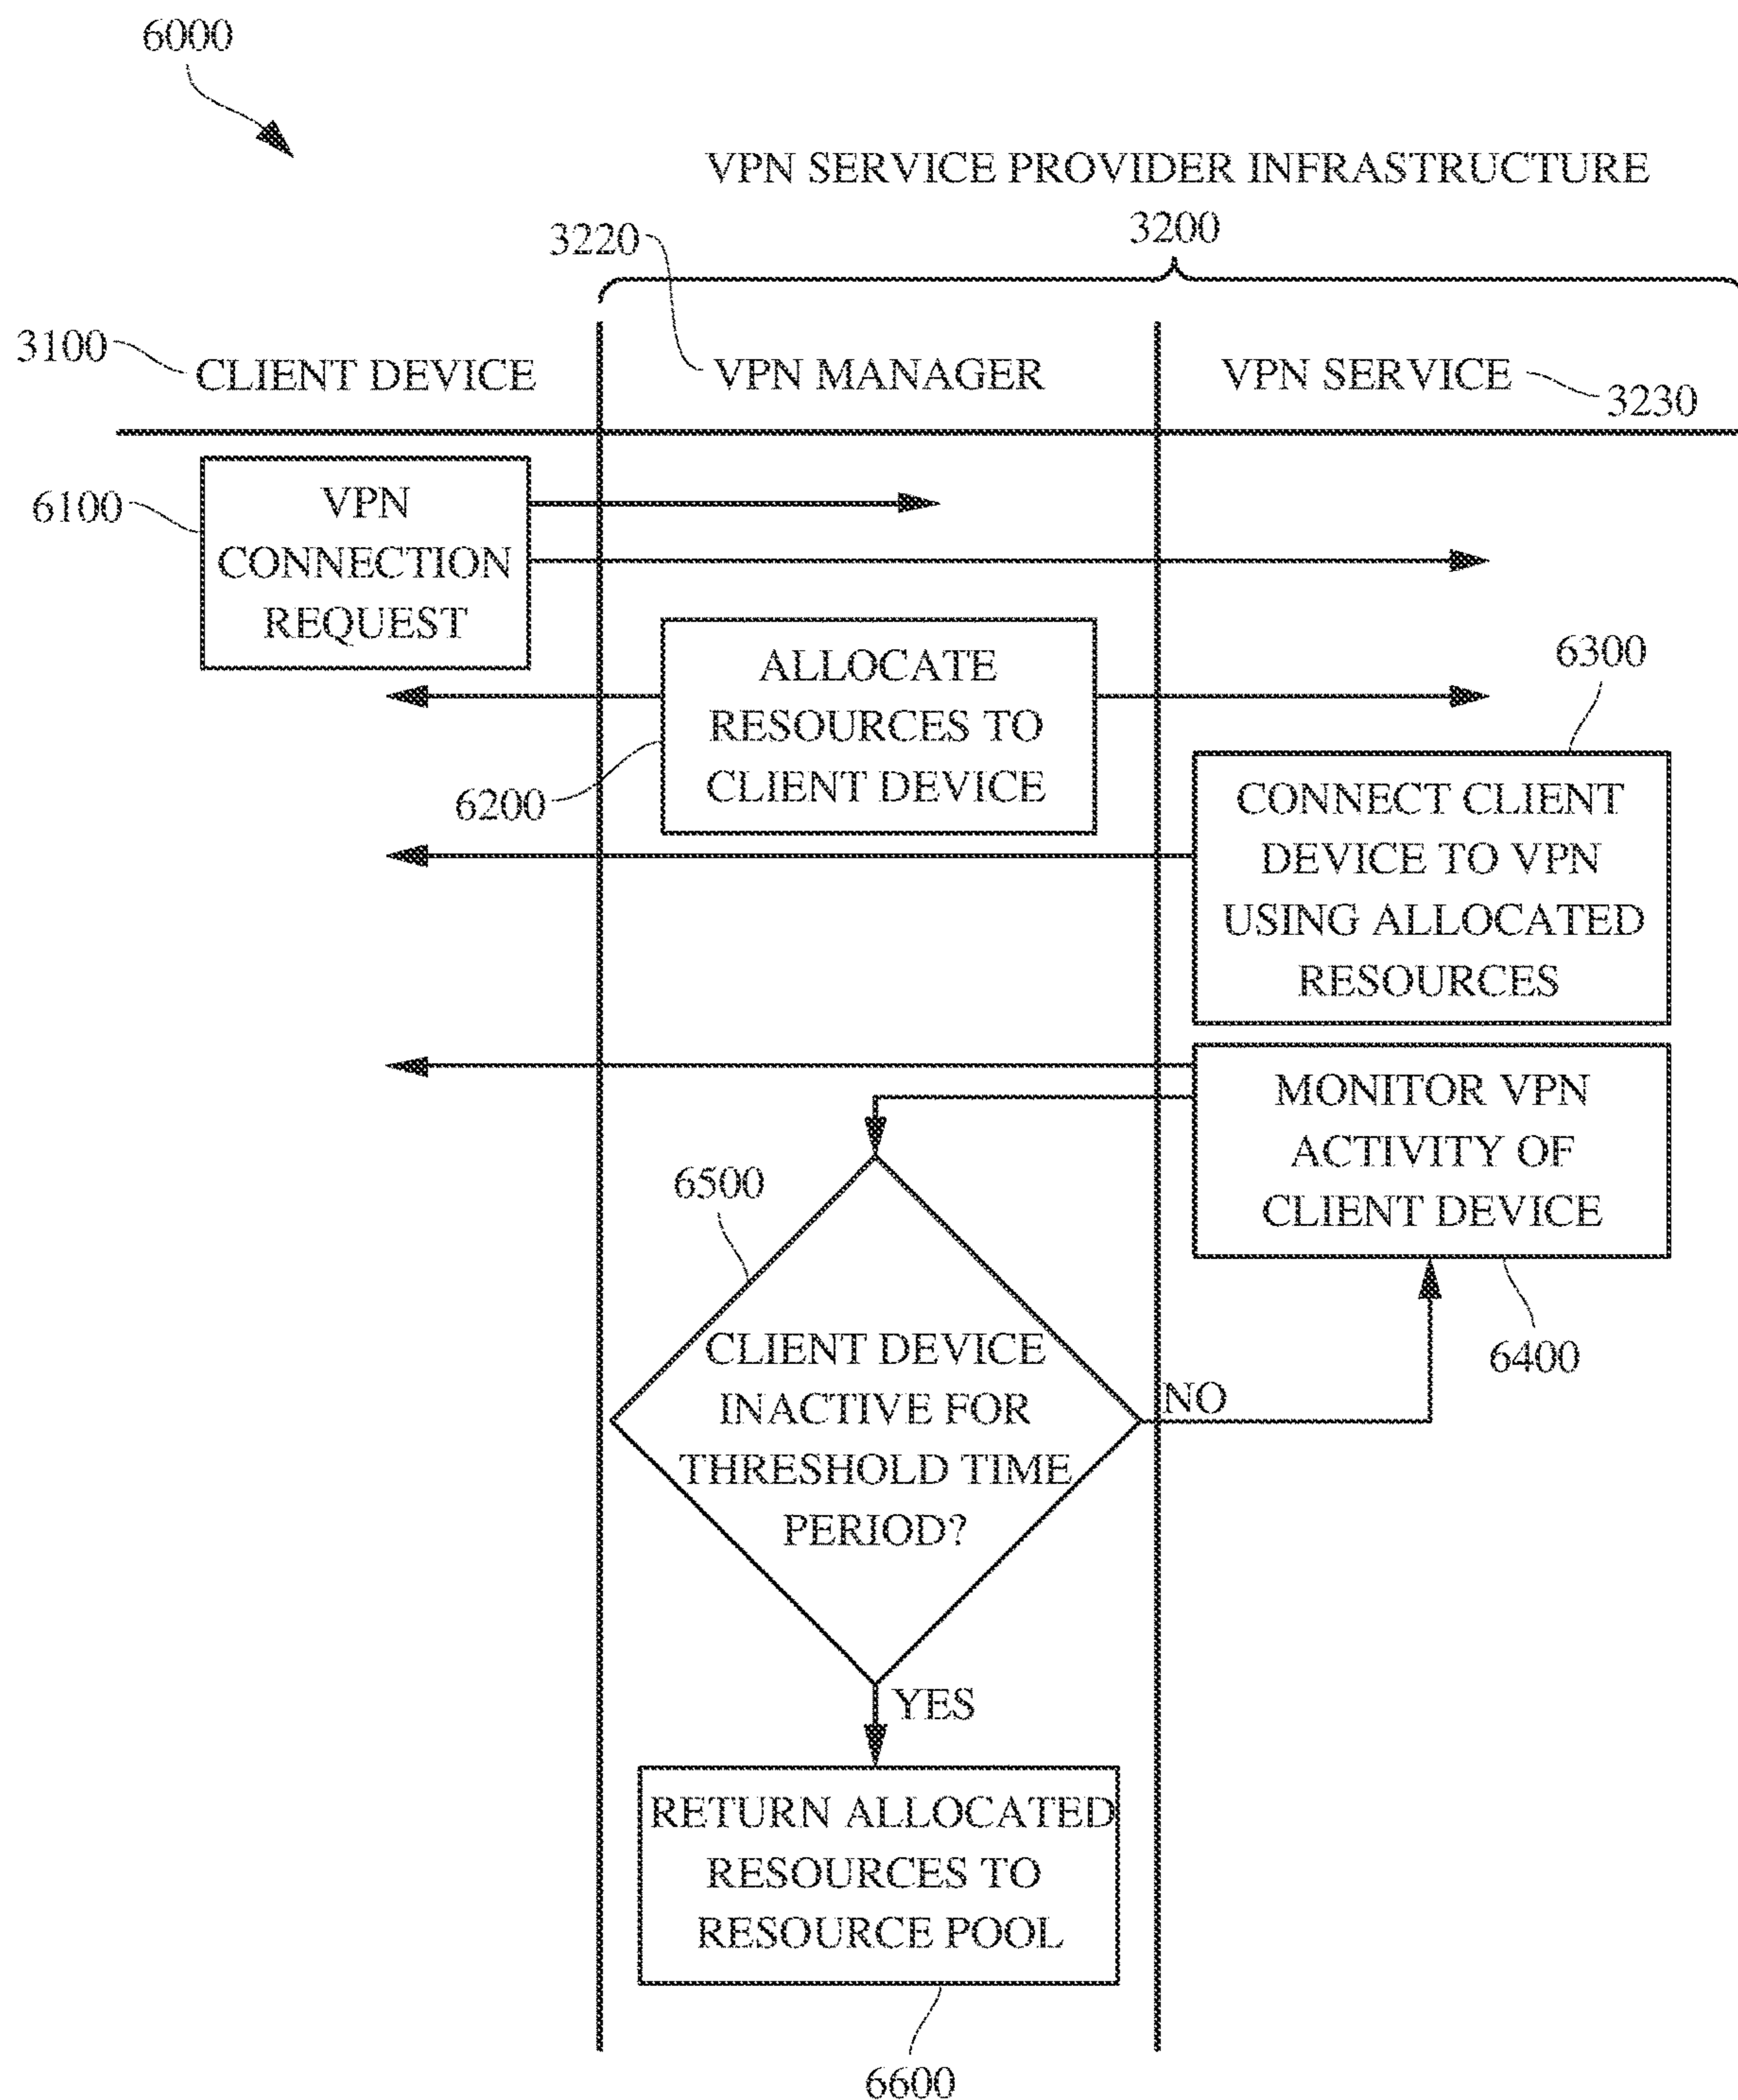 6000
VPN SERVICE PROVIDER INFRASTRUCTURE
3200
3220
3100
CLIENT DEVICE
VPN MANAGER
VPN SERVICE
3230
6100
VPN
CONNECTION
REQUEST
ALLOCATE
RESOURCES TO
CLIENT DEVICE
6200
6300
CONNECT CLIENT
DEVICE TO VPN
USING ALLOCATED
RESOURCES
MONITOR VPN
ACTIVITY OF
CLIENT DEVICE
6400
6500
CLIENT DEVICE
INACTIVE FOR
THRESHOLD TIME
PERIOD?
NO
YES
RETURN ALLOCATED
RESOURCES TO
RESOURCE POOL
6600